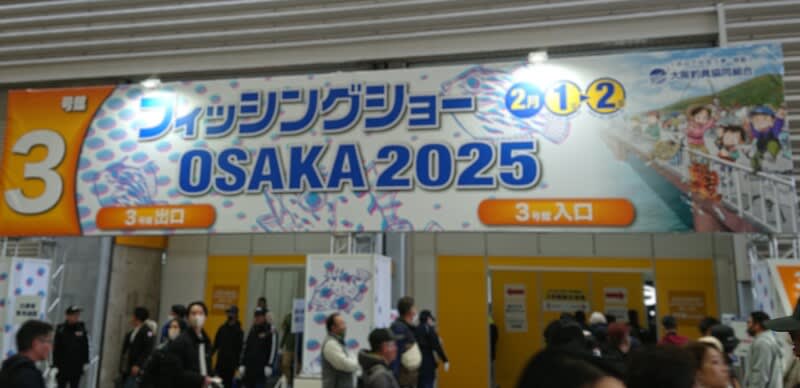 3号館
フィッシングショー
2月1-2日
大阪釣具協同組合
OSAKA 2025
3号館 出口
3号館 入口